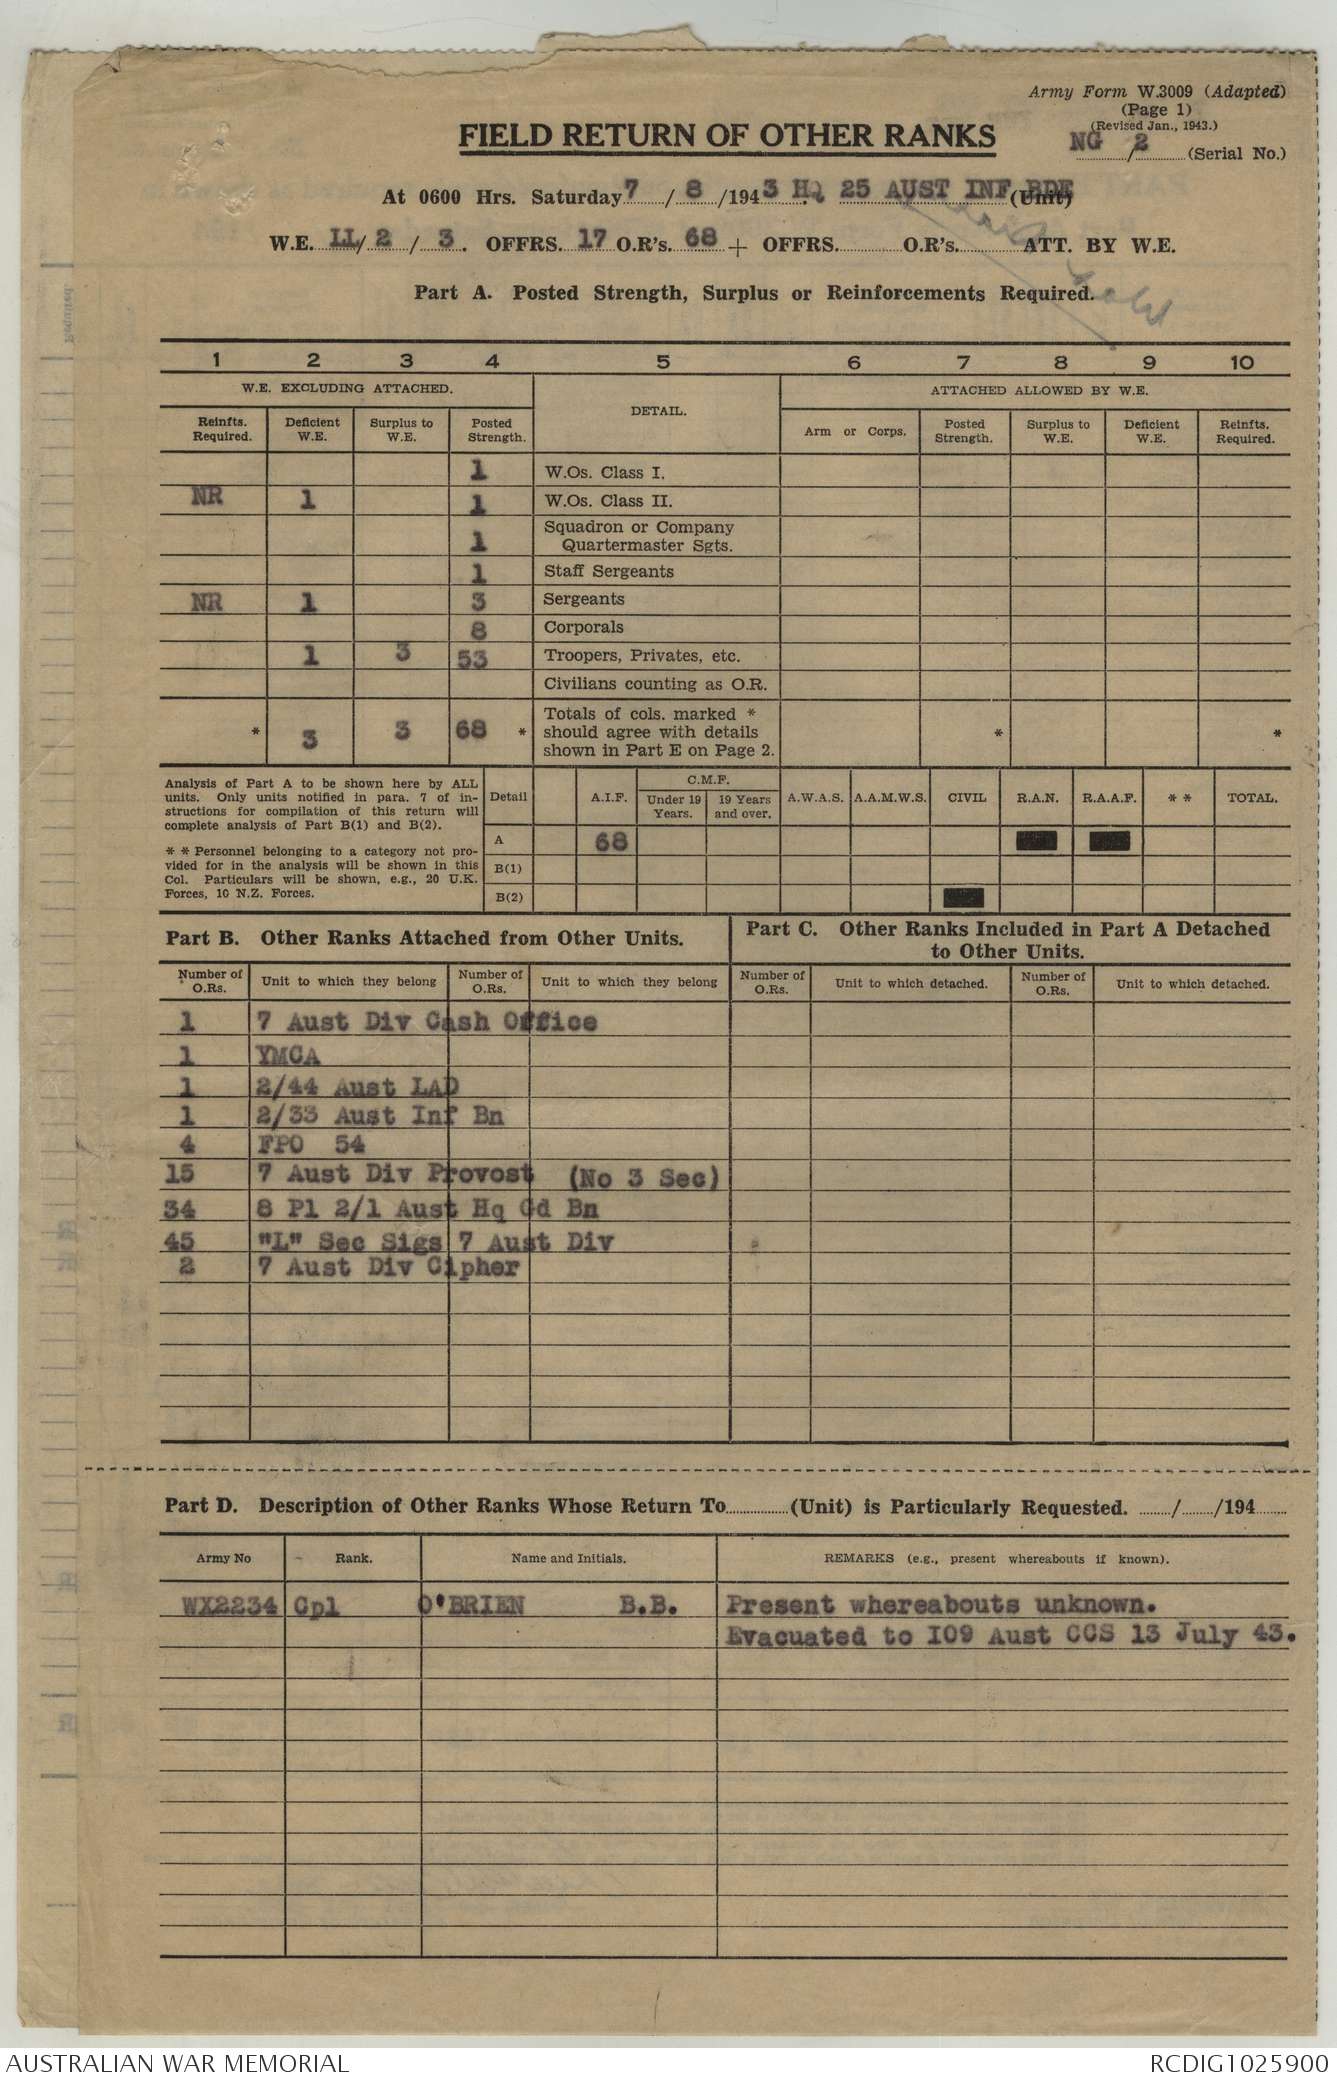 Army Form W.3009 (Adapted)
(Page 1)
(Revised Jan., 1943.)
FIELD RETURN OF OTHER RANKS
NG / 2 (Serial No.)
At 0600 Hrs. Saturday 7 / 8 /1943 HQ 25 AUST INF BDE (Unit)
W.E. LL / 2 / 3. OFFRS. 17 O.R's. 68 + OFFRS. O.R's. ATT. BY W.E.
Part A. Posted Strength, Surplus or Reinforcements Required.
1 2 3 4 5 6 7 8 9 10
W.E. EXCLUDING ATTACHED. DETAIL. ATTACHED ALLOWED BY W.E.
Reinfts. Required. Deficient W.E. Surplus to W.E. Posted Strength. Arm or Corps. Posted Strength. Surplus to W.E. Deficient W.E. Reinfts. Required.
1 W.Os. Class I.
NR 1 1 W.Os. Class II.
1 Squadron or Company Quartermaster Sgts.
1 Staff Sergeants
NR 1 3 Sergeants
8 Corporals
1 3 53 Troopers, Privates, etc.
Civilians counting as O.R.
* 3 3 68 * Totals of cols. marked * should agree with details shown in Part E on Page 2. * *
Analysis of Part A to be shown here by ALL
units. Only units notified in para. 7 of in-
structions for compilation of this return will
complete analysis of Part B(1) and B(2).
* * Personnel belonging to a category not pro-
vided for in the analysis will be shown in this
Col. Particulars will be shown, e.g., 20 U.K.
Forces, 10 N.Z. Forces.
Detail A.I.F. C.M.F. Under 19 Years. 19 Years and over. A.W.A.S. A.A.M.W.S. CIVIL R.A.N. R.A.A.F. * * TOTAL.
A 68
B(1)
B(2)
Part B. Other Ranks Attached from Other Units.
Part C. Other Ranks Included in Part A Detached
to Other Units.
Number of O.Rs. Unit to which they belong Number of O.Rs. Unit to which they belong Number of O.Rs. Unit to which detached. Number of O.Rs. Unit to which detached.
1 7 Aust Div Cash Office
1 YMCA
1 2/44 Aust LAD
1 2/33 Aust Inf Bn
4 FPO 54
15 7 Aust Div Provost (No 3 Sec)
34 8 Pl 2/1 Aust Hq Gd Bn
45 "L" Sec Sigs 7 Aust Div
2 7 Aust Div Cipher
Part D. Description of Other Ranks Whose Return To (Unit) is Particularly Requested. / /194
Army No Rank. Name and Initials. REMARKS (e.g., present whereabouts if known).
WX2234 Cpl O'BRIEN B.B. Present whereabouts unknown.
Evacuated to I09 Aust CCS 13 July 43.
AUSTRALIAN WAR MEMORIAL
RCDIG1025900